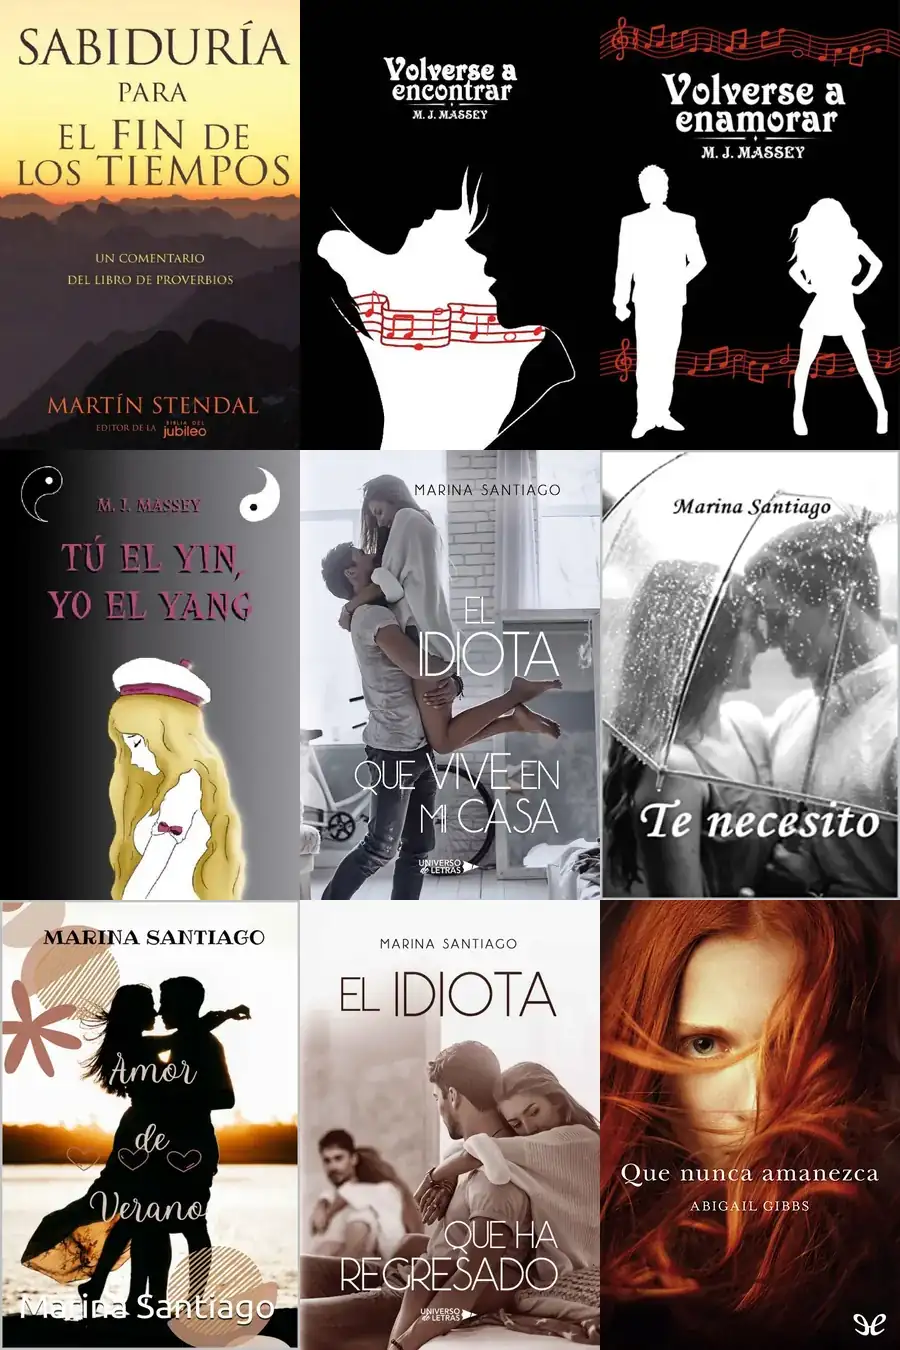 SABIDURÍA
PARA
EL FIN DE
LOS TIEMPOS
UN COMENTARIO
DEL LIBRO DE PROVERBIOS
MARTÍN STENDAL
EDITOR DE LA
BIBLIA DEL
jubileo
Volverse a
encontrar
M. J. MASSEY
Volverse a
enamorar
M. J. MASSEY
M. J. MASSEY
TÚ EL YIN,
YO EL YANG
MARINA SANTIAGO
EL
IDIOTA
QUE VIVE EN
MI CASA
UNIVERSO
de LETRAS
Marina Santiago
Te necesito
MARINA SANTIAGO
Amor
de
Verano
Marina Santiago
MARINA SANTIAGO
EL IDIOTA
QUE HA
REGRESADO
UNIVERSO
de LETRAS
Que nunca amanezca
ABIGAIL GIBBS